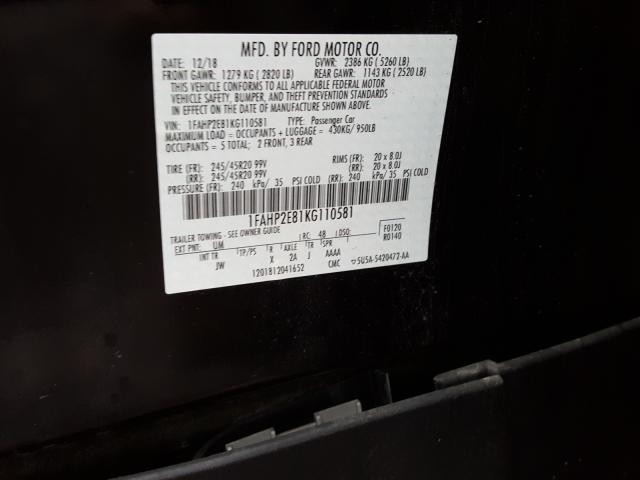 MFD. BY FORD MOTOR CO.
12/18 GVWR: 2386 KG ( 5260 LB)
FRONT GAWR: 1279 KG ( 2820 LB) REAR GAWR: 1143 KG ( 2520 LB)
THIS VEHICLE CONFORMS TO ALL APPLICABLE FEDERAL MOTOR
VEHICLE SAFETY, BUMPER, AND THEFT PREVENTION STANDARDS
IN EFFECT ON THE DATE OF MANUFACTURE SHOWN ABOVE.
VIN: 1FAHP2E81KG110581 TYPE: Passenger Car
MAXIMUM LOAD = OCCUPANTS + LUGGAGE = 430KG/ 950LB
OCCUPANTS = 5 TOTAL; 2 FRONT, 3 REAR
TIRE (FR): 245/45R20 99V RIMS (FR): 20 x 8.0J
(RR): 245/45R20 99V (RR): 20 x 8.0J
PRESSURE (FR): 240 kPa/ 35 PSI COLD (RR): 240 kPa/ 35 PSI COLD
1FAHP2E81KG110581
TRAILER TOWING - SEE OWNER GUIDE
EXT PNT: UM RC: 48 DSO: F0120
INT TR TP/PS R AXLE TR SPR R0140
JW X 2A J AAAA
1201812041652 CMC 5U5A-5420472-AA